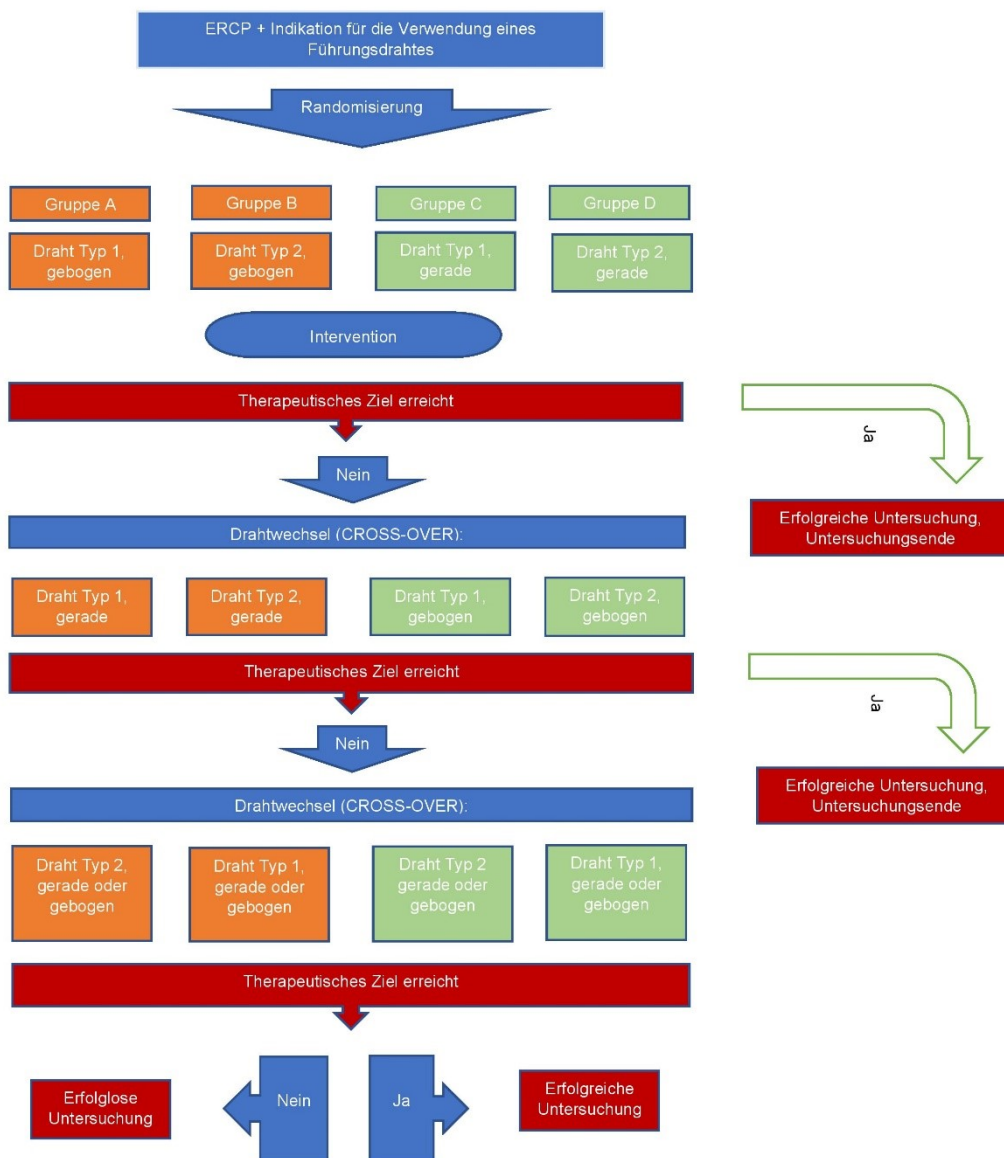 ERCP + Indikation für die Verwendung eines
Führungsdrahtes
Randomisierung
Gruppe A
Gruppe B
Gruppe C
Gruppe D
Draht Typ 1,
gebogen
Draht Typ 2,
gebogen
Draht Typ 1,
gerade
Draht Typ 2,
gerade
Intervention
Therapeutisches Ziel erreicht
Ja
Nein
Erfolgreiche Untersuchung,
Untersuchungsende
Drahtwechsel (CROSS-OVER):
Draht Typ 1,
gerade
Draht Typ 2,
gerade
Draht Typ 1,
gebogen
Draht Typ 2,
gebogen
Therapeutisches Ziel erreicht
Ja
Nein
Erfolgreiche Untersuchung,
Untersuchungsende
Drahtwechsel (CROSS-OVER):
Draht Typ 2,
gerade oder
gebogen
Draht Typ 1,
gerade oder
gebogen
Draht Typ 2
gerade oder
gebogen
Draht Typ 1,
gerade oder
gebogen
Therapeutisches Ziel erreicht
Erfolglose
Untersuchung
Nein
Ja
Erfolgreiche
Untersuchung